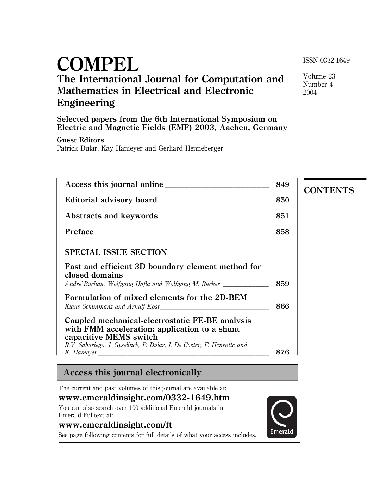 COMPEL
The International Journal for Computation and
Mathematics in Electrical and Electronic
Engineering
ISSN 0332-1649
Volume 23
Number 4
2004
Selected papers from the 6th International Symposium on
Electric and Magnetic Fields (EMF) 2003, Aachen, Germany
Guest Editors
Patrick Dular, Kay Hameyer and Gerhard Henneberger
CONTENTS
Access this journal online 849
Editorial advisory board 850
Abstracts and keywords 851
Preface 858
SPECIAL ISSUE SECTION
Fast and efficient 3D boundary element method for
closed domains
André Buchau, Wolfgang Hafla and Wolfgang M. Rucker 859
Formulation of mixed elements for the 2D-BEM
and Arnulf Kost 866
Coupled mechanical-electrostatic FE-BE analysis
with FMM acceleration: application to a shunt
capacitive MEMS switch
R.V. Sabariego, J. Gyselinck, P. Dular, J. De Coster, F. Henrotte and
K. Hameyer 876
Access this journal electronically
The current and past volumes of this journal are available at:
www.emeraldinsight.com/0332-1649.htm
You can also search over 100 additional Emerald journals in
Emerald Fulltext at:
www.emeraldinsight.com/ft
See page following contents for full details of what your access includes.
Emerald